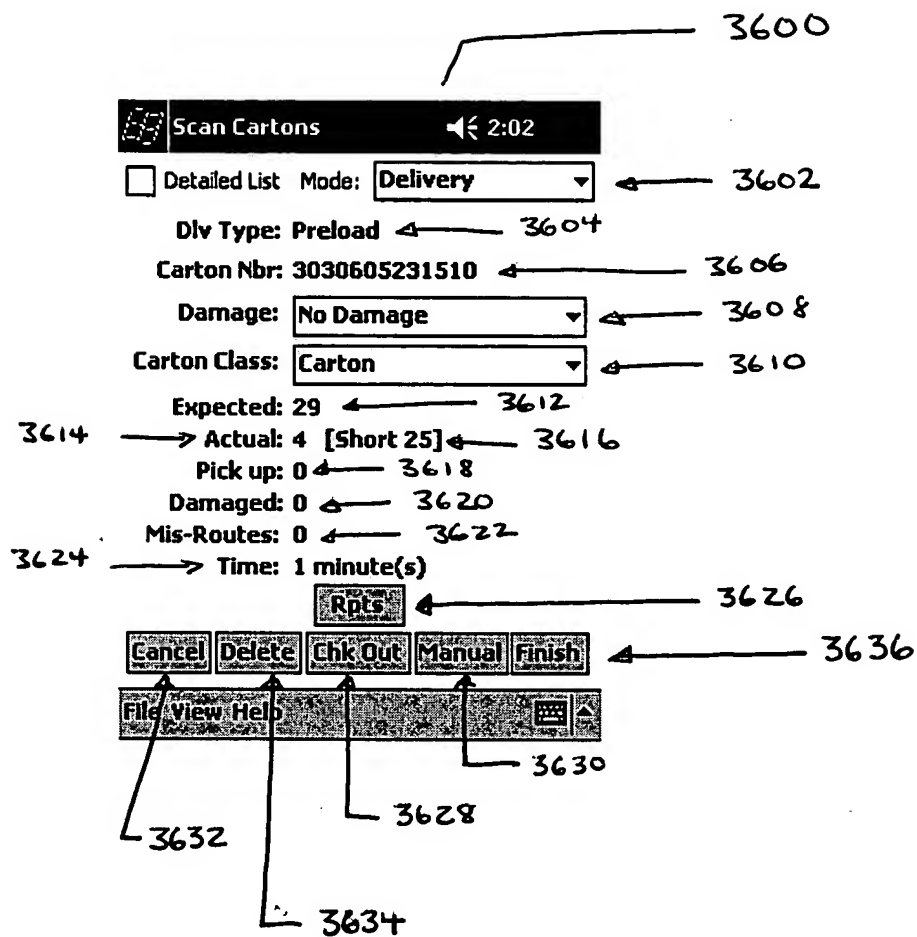 3600
Scan Cartons 2:02
Detailed List Mode: Delivery 3602
Dlv Type: Preload 3604
Carton Nbr: 3030605231510 3606
Damage: No Damage 3608
Carton Class: Carton 3610
Expected: 29 3612
3614 Actual: 4 [Short 25] 3616
Pick up: 0 3618
Damaged: 0 3620
Mis-Routes: 0 3622
3624 Time: 1 minute(s)
Rpts 3626
Cancel Delete Chk Out Manual Finish 3636
File View Help
3630
3628
3632
3634